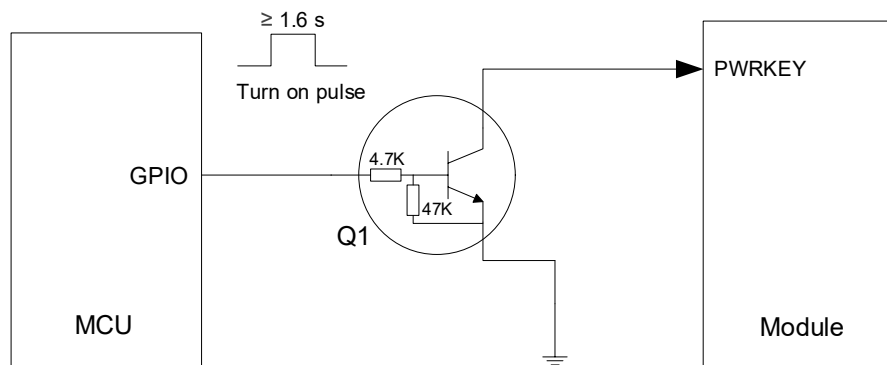 ≥ 1.6 s
Turn on pulse
PWRKEY
4.7K
GPIO
47K
Q1
MCU
Module